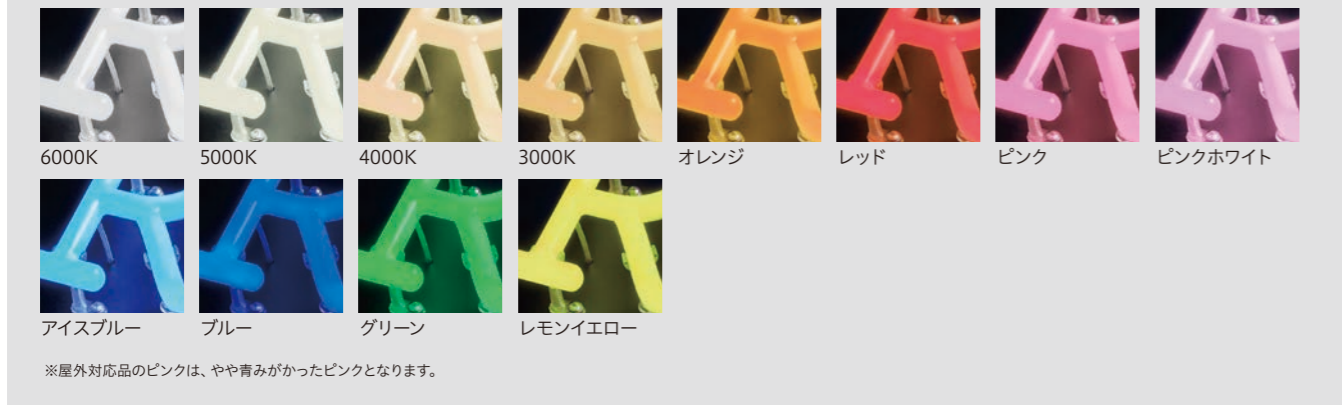 6000K 5000K 4000K 3000K オレンジ レッド ピンク ピンクホワイト
アイスブルー ブルー グリーン レモンイエロー
※屋外対応品のピンクは、やや青みがかったピンクとなります。